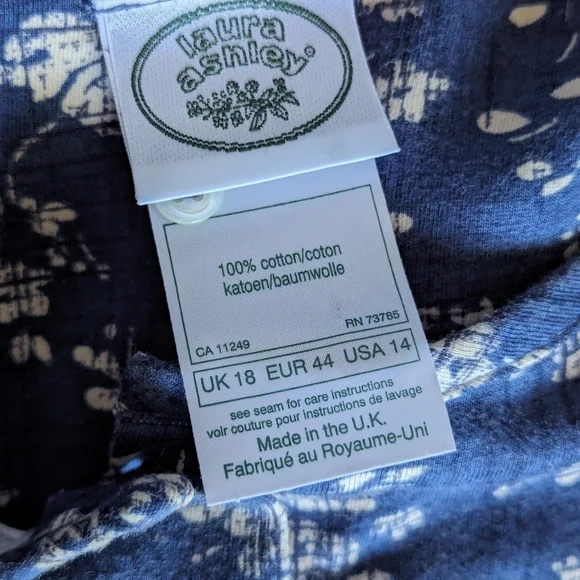 laura
ashley®
100% cotton/coton
katoen/baumwolle
CA 11249 RN 73785
UK 18 EUR 44 USA 14
see seam for care instructions
voir couture pour instructions de lavage
Made in the U.K.
Fabriqué au Royaume-Uni